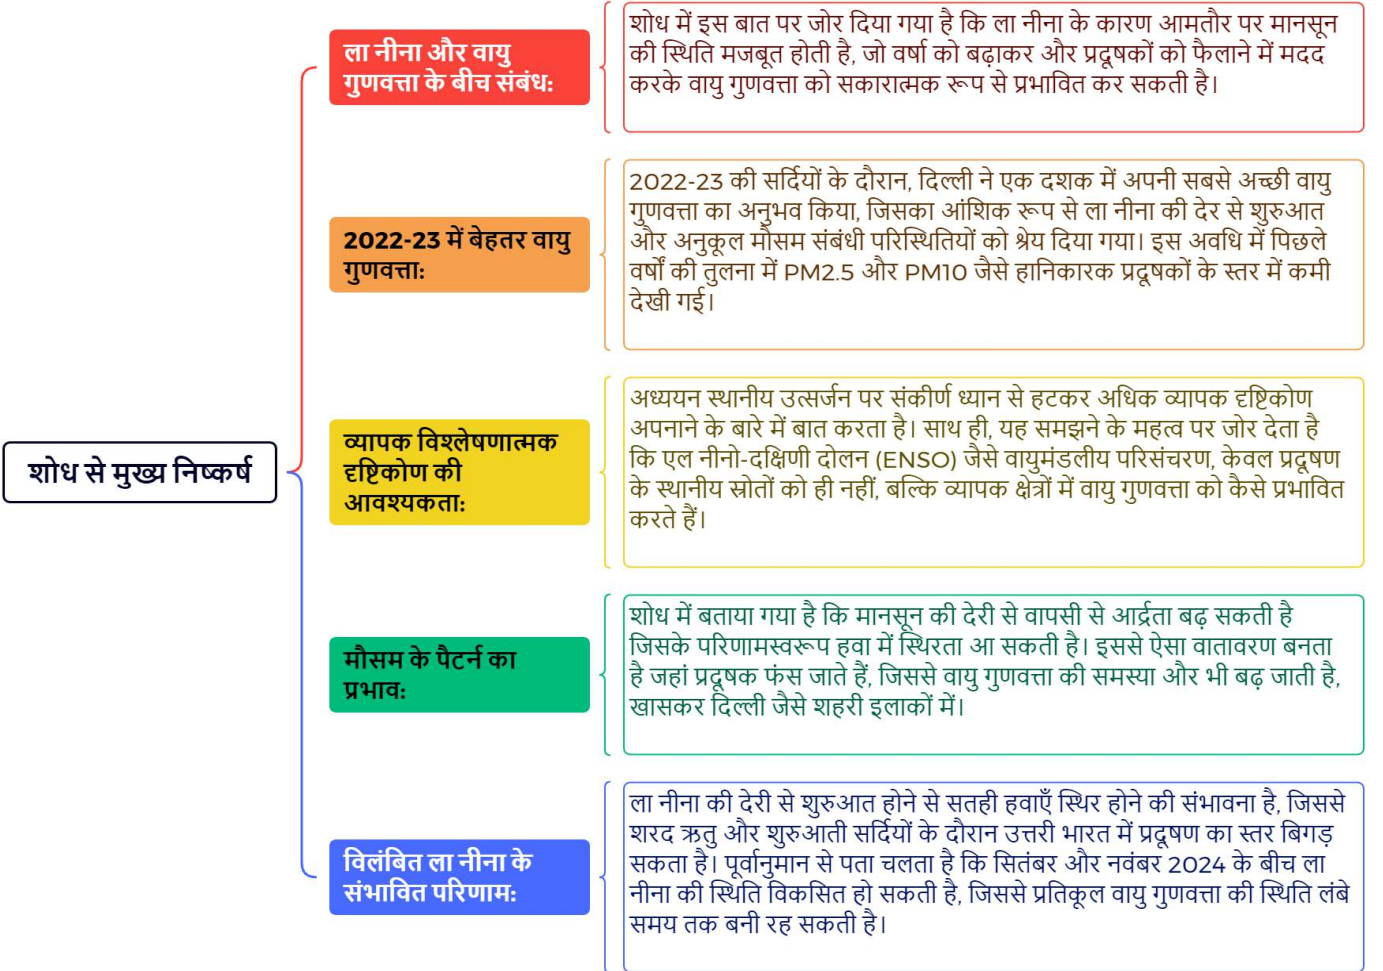 शोध से मुख्य निष्कर्ष
ला नीना और वायु
गुणवत्ता के बीच संबंध:
शोध में इस बात पर जोर दिया गया है कि ला नीना के कारण आमतौर पर मानसून
की स्थिति मजबूत होती है, जो वर्षा को बढ़ाकर और प्रदूषकों को फैलाने में मदद
करके वायु गुणवत्ता को सकारात्मक रूप से प्रभावित कर सकती है।
2022-23 में बेहतर वायु
गुणवत्ता:
2022-23 की सर्दियों के दौरान, दिल्ली ने एक दशक में अपनी सबसे अच्छी वायु
गुणवत्ता का अनुभव किया, जिसका आंशिक रूप से ला नीना की देर से शुरुआत
और अनुकूल मौसम संबंधी परिस्थितियों को श्रेय दिया गया। इस अवधि में पिछले
वर्षों की तुलना में PM2.5 और PM10 जैसे हानिकारक प्रदूषकों के स्तर में कमी
देखी गई।
व्यापक विश्लेषणात्मक
दृष्टिकोण की
आवश्यकता:
अध्ययन स्थानीय उत्सर्जन पर संकीर्ण ध्यान से हटकर अधिक व्यापक दृष्टिकोण
अपनाने के बारे में बात करता है। साथ ही, यह समझने के महत्व पर जोर देता है
कि एल नीनो-दक्षिणी दोलन (ENSO) जैसे वायुमंडलीय परिसंचरण, केवल प्रदूषण
के स्थानीय स्रोतों को ही नहीं, बल्कि व्यापक क्षेत्रों में वायु गुणवत्ता को कैसे प्रभावित
करते हैं।
मौसम के पैटर्न का
प्रभाव:
शोध में बताया गया है कि मानसून की देरी से वापसी से आर्द्रता बढ़ सकती है
जिसके परिणामस्वरूप हवा में स्थिरता आ सकती है। इससे ऐसा वातावरण बनता
है जहां प्रदूषक फंस जाते हैं, जिससे वायु गुणवत्ता की समस्या और भी बढ़ जाती है,
खासकर दिल्ली जैसे शहरी इलाकों में।
विलंबित ला नीना के
संभावित परिणाम:
ला नीना की देरी से शुरुआत होने से सतही हवाएँ स्थिर होने की संभावना है, जिससे
शरद ऋतु और शुरुआती सर्दियों के दौरान उत्तरी भारत में प्रदूषण का स्तर बिगड़
सकता है। पूर्वानुमान से पता चलता है कि सितंबर और नवंबर 2024 के बीच ला
नीना की स्थिति विकसित हो सकती है, जिससे प्रतिकूल वायु गुणवत्ता की स्थिति लंबे
समय तक बनी रह सकती है।